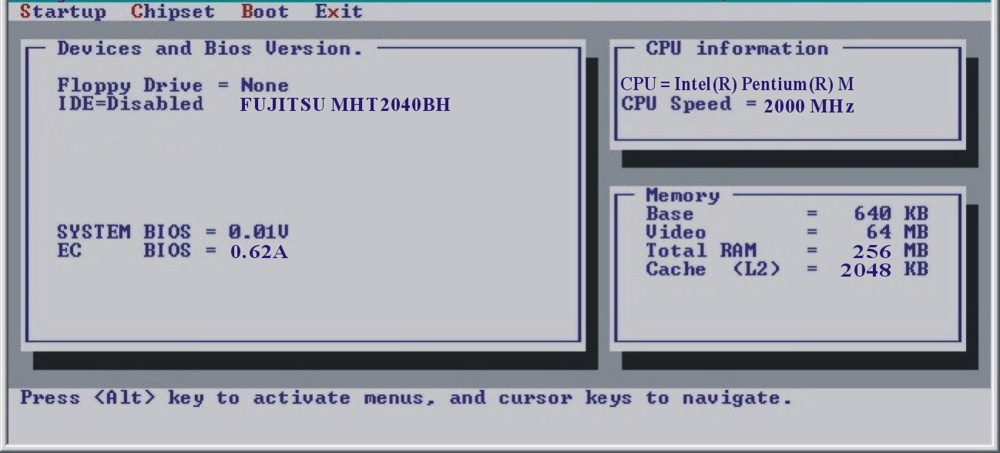 Startup Chipset Boot Exit
Devices and Bios Version.
Floppy Drive = None
IDE=Disabled FUJITSU MHT2040BH
SYSTEM BIOS = 0.01V
EC BIOS = 0.62A
CPU information
CPU = Intel(R) Pentium(R) M
CPU Speed = 2000 MHz
Memory
Base = 640 KB
Video = 64 MB
Total RAM = 256 MB
Cache (L2) = 2048 KB
Press <Alt> key to activate menus, and cursor keys to navigate.